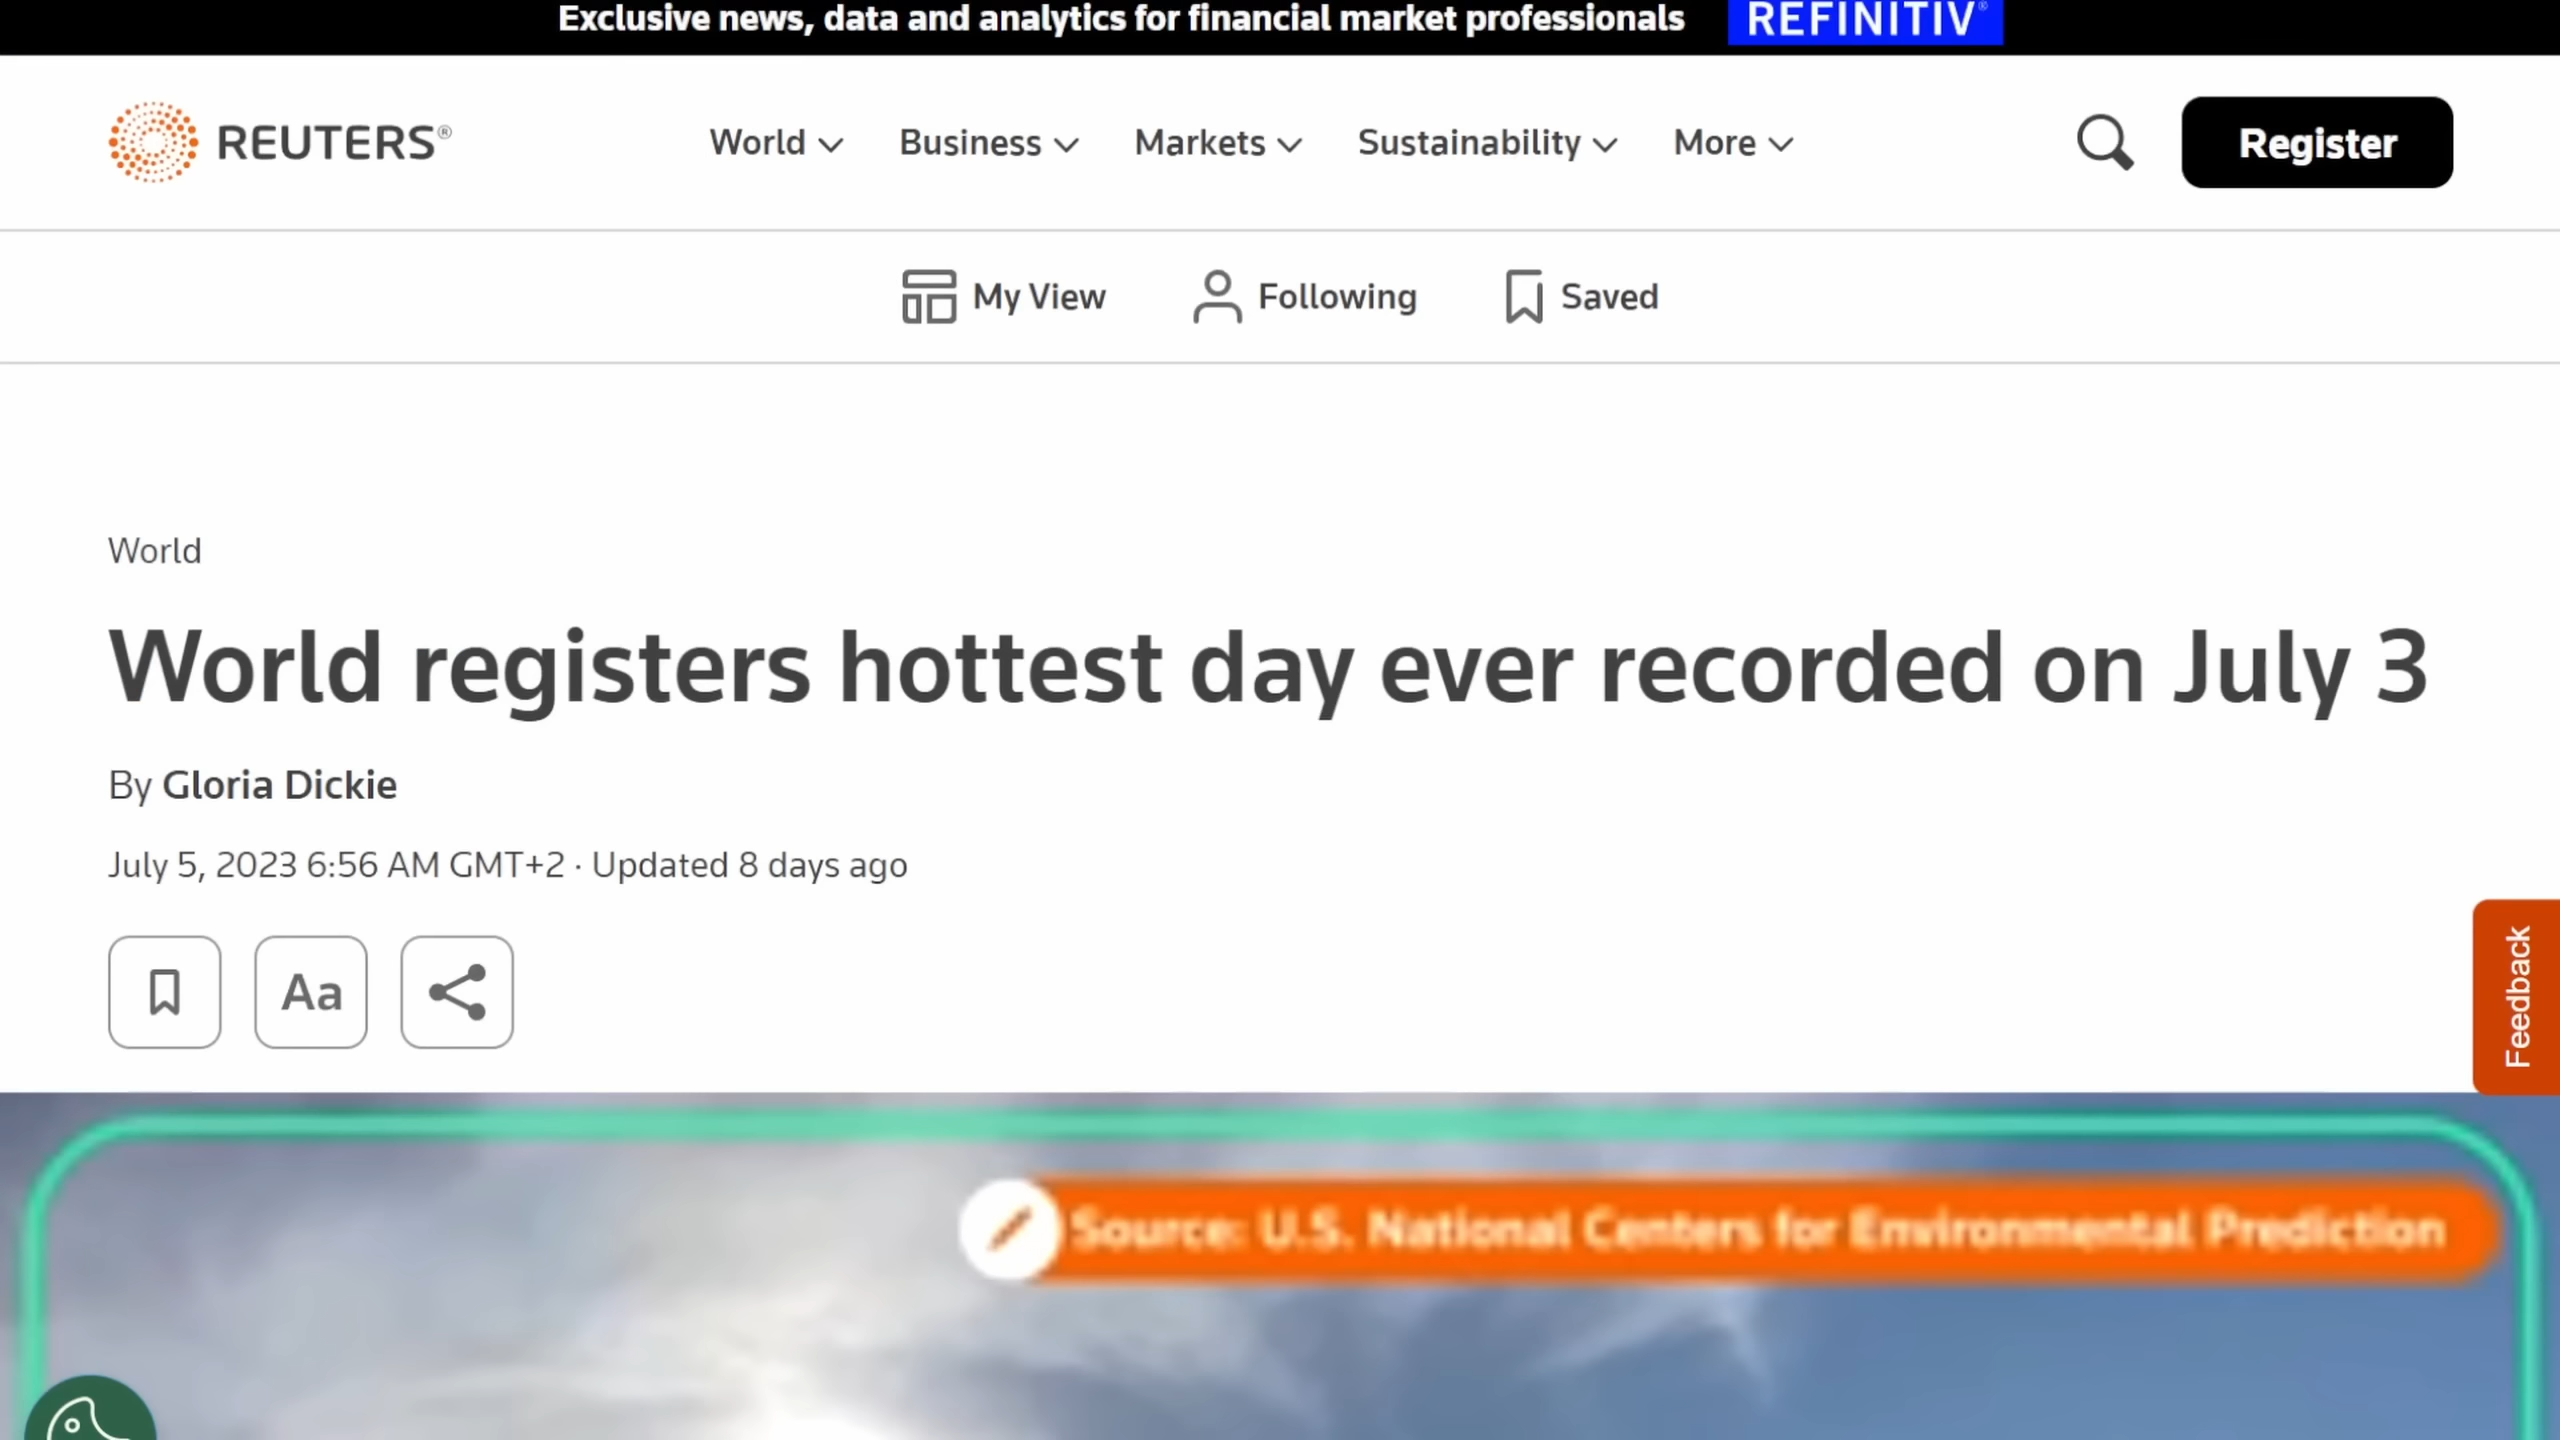 Exclusive news, data and analytics for financial market professionals REFINITIV®
REUTERS® World Business Markets Sustainability More Register
My View Following Saved
World
World registers hottest day ever recorded on July 3
By Gloria Dickie
July 5, 2023 6:56 AM GMT+2 · Updated 8 days ago
Aa
Feedback
Source: U.S. National Centers for Environmental Prediction